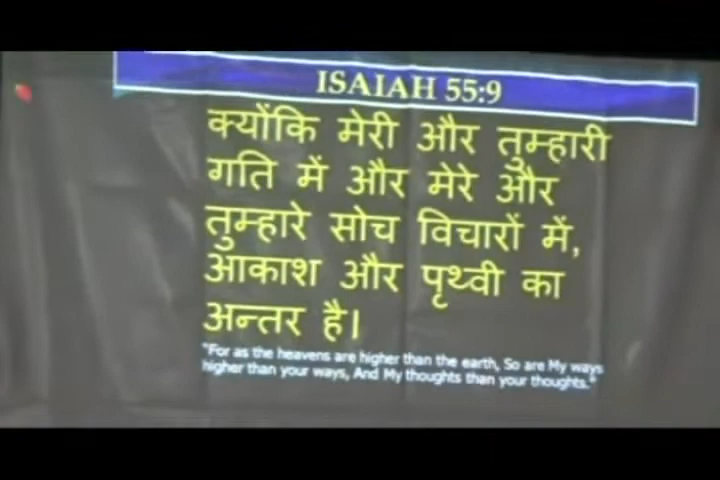 ISAIAH 55:9
क्योंकि मेरी और तुम्हारी
गति में और मेरे और
तुम्हारे सोच विचारों में,
आकाश और पृथ्वी का
अन्तर है।
"For as the heavens are higher than the earth, So are My ways
higher than your ways, And My thoughts than your thoughts."